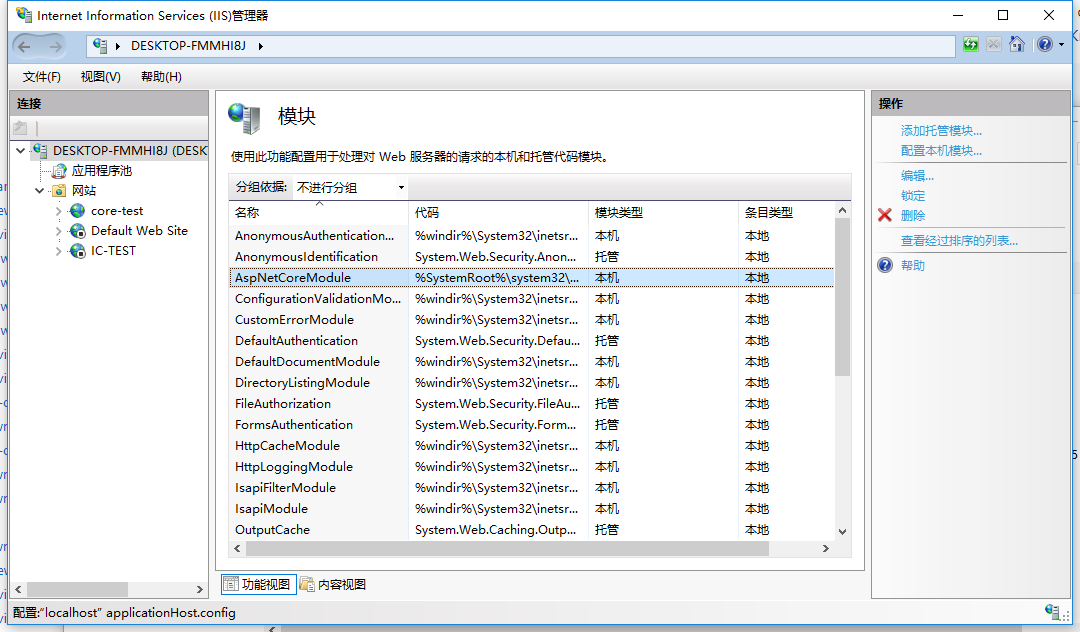 Internet Information Services (IIS)管理器
DESKTOP-FMMHI8J
文件(F) 视图(V) 帮助(H)
连接
DESKTOP-FMMHI8J (DESK
应用程序池
网站
core-test
Default Web Site
IC-TEST
模块
使用此功能配置用于处理对 Web 服务器的请求的本机和托管代码模块。
分组依据: 不进行分组
名称 代码 模块类型 条目类型
AnonymousAuthentication... %windir%\System32\inetsr... 本机 本地
AnonymousIdentification System.Web.Security.Anon... 托管 本地
AspNetCoreModule %SystemRoot%\system32\... 本机 本地
ConfigurationValidationMo... %windir%\System32\inetsr... 本机 本地
CustomErrorModule %windir%\System32\inetsr... 本机 本地
DefaultAuthentication System.Web.Security.Defau... 托管 本地
DefaultDocumentModule %windir%\System32\inetsr... 本机 本地
DirectoryListingModule %windir%\System32\inetsr... 本机 本地
FileAuthorization System.Web.Security.FileAu... 托管 本地
FormsAuthentication System.Web.Security.Form... 托管 本地
HttpCacheModule %windir%\System32\inetsr... 本机 本地
HttpLoggingModule %windir%\System32\inetsr... 本机 本地
IsapiFilterModule %windir%\System32\inetsr... 本机 本地
IsapiModule %windir%\System32\inetsr... 本机 本地
OutputCache System.Web.Caching.Outp... 托管 本地
功能视图 内容视图
操作
添加托管模块...
配置本机模块...
编辑...
锁定
删除
查看经过排序的列表...
帮助
配置:"localhost" applicationHost.config